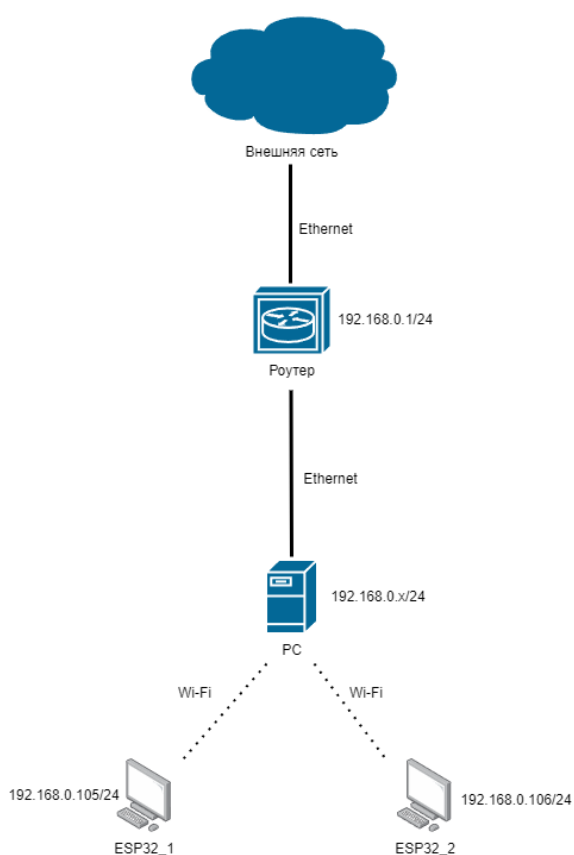 Внешняя сеть
Ethernet
192.168.0.1/24
Роутер
Ethernet
192.168.0.x/24
PC
Wi-Fi
Wi-Fi
192.168.0.105/24
192.168.0.106/24
ESP32_1
ESP32_2